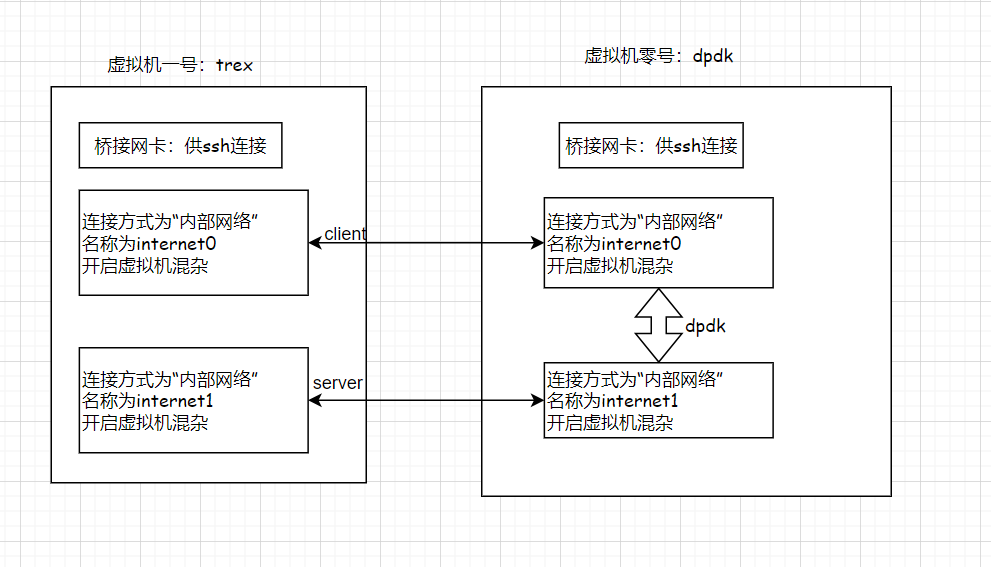 虚拟机一号：trex
虚拟机零号：dpdk
桥接网卡：供ssh连接
桥接网卡：供ssh连接
连接方式为“内部网络”
名称为internet0
开启虚拟机混杂
client
连接方式为“内部网络”
名称为internet0
开启虚拟机混杂
dpdk
连接方式为“内部网络”
名称为internet1
开启虚拟机混杂
server
连接方式为“内部网络”
名称为internet1
开启虚拟机混杂